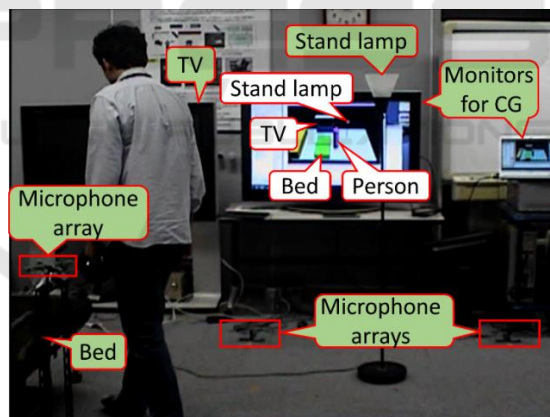 Stand lamp
TV
Stand lamp
Monitors
for CG
TV
Bed
Person
Microphone
array
Microphone
arrays
Bed